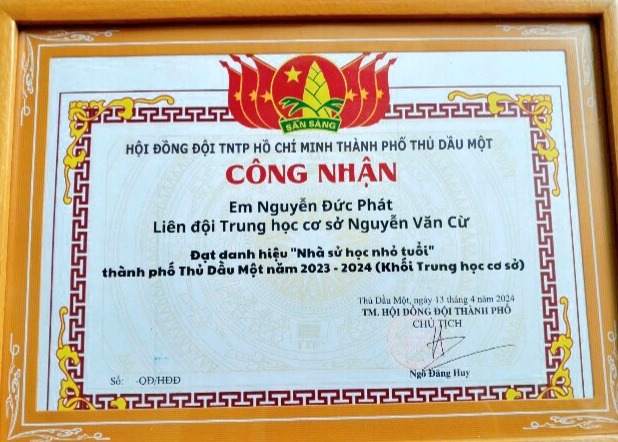 SẴN SÀNG
HỘI ĐỒNG ĐỘI TNTP HỒ CHÍ MINH THÀNH PHỐ THỦ DẦU MỘT
CÔNG NHẬN
Em Nguyễn Đức Phát
Liên đội Trung học cơ sở Nguyễn Văn Cừ
Đạt danh hiệu "Nhà sử học nhỏ tuổi"
thành phố Thủ Dầu Một năm 2023 - 2024 (Khối Trung học cơ sở)
Thủ Dầu Một, ngày 13 tháng 4 năm 2024
TM. HỘI ĐỒNG ĐỘI THÀNH PHỐ
CHỦ TỊCH
Ngô Đăng Huy
Số: -QĐ/HĐĐ